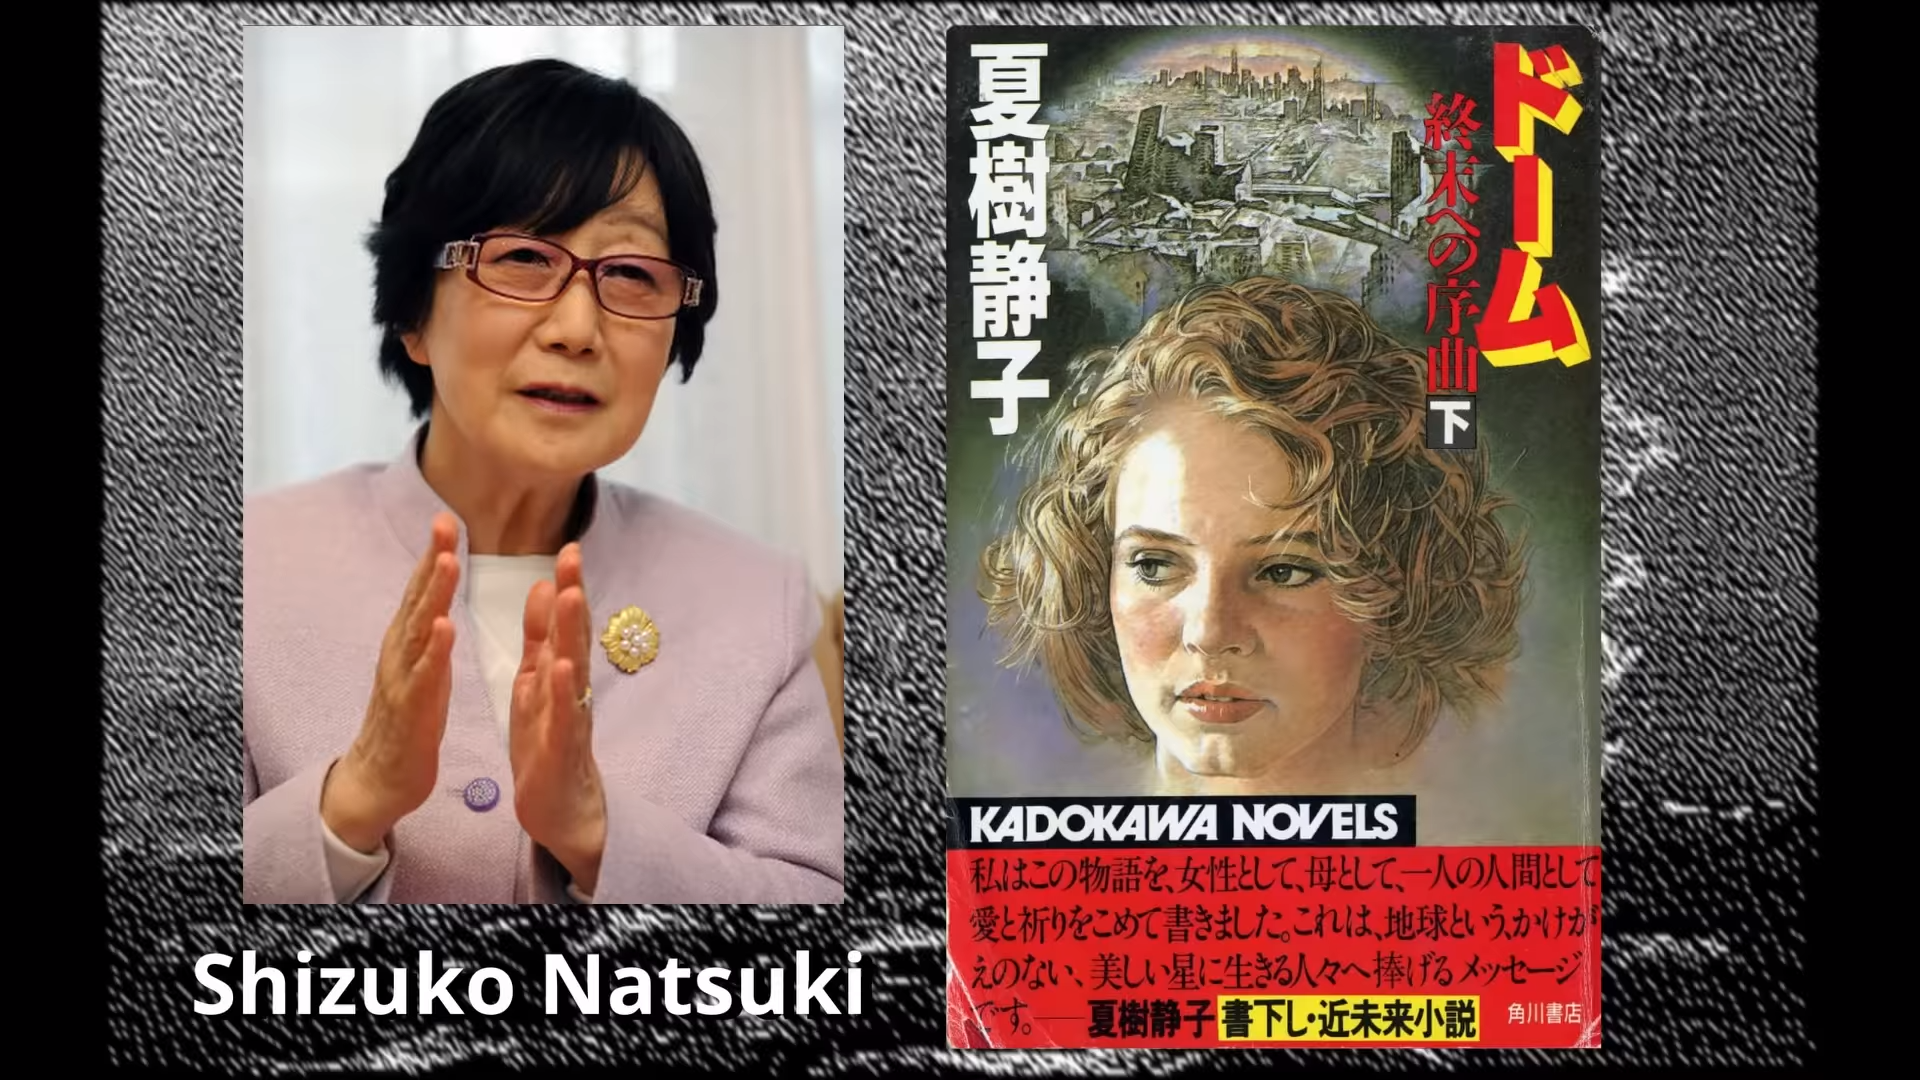 Shizuko Natsuki
ドーム
終末への序曲
下
夏樹静子
KADOKAWA NOVELS
私はこの物語を、女性として、母として、一人の人間として
愛と祈りをこめて書きました。これは、地球という、かけが
えのない、美しい星に生きる人々へ捧げるメッセージ
です。──夏樹静子 書下し・近未来小説 角川書店